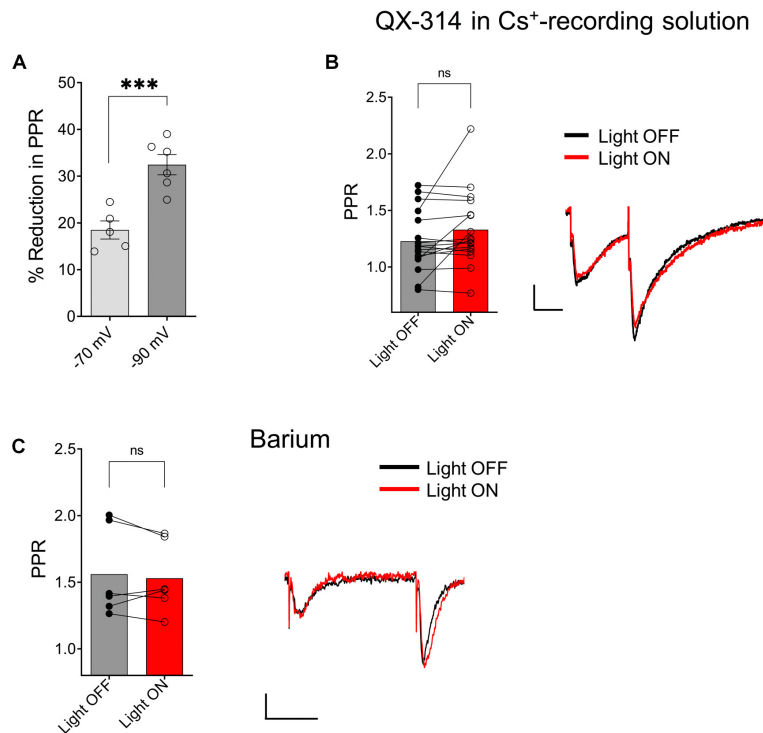 QX-314 in Cs⁺-recording solution
A
50
40
30
20
10
0
% Reduction in PPR
***
-70 mV
-90 mV
B
2.5
2.0
1.5
1.0
PPR
ns
Light OFF
Light ON
Light OFF
Light ON
C
2.5
2.0
1.5
1.0
PPR
ns
Light OFF
Light ON
Barium
Light OFF
Light ON